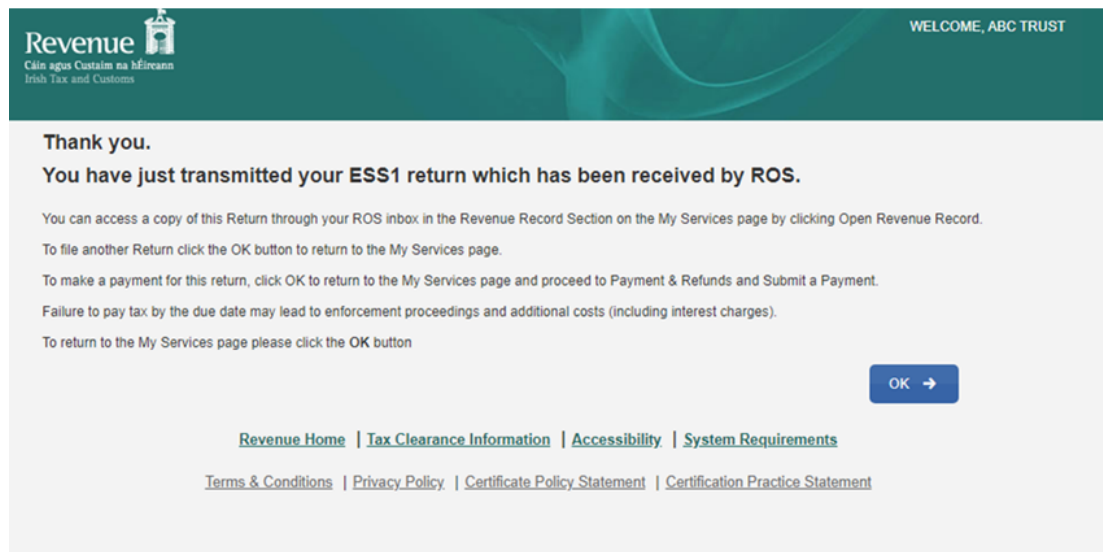 WELCOME, ABC TRUST
Revenue
Cáin agus Custaim na hÉireann
Irish Tax and Customs
Thank you.
You have just transmitted your ESS1 return which has been received by ROS.
You can access a copy of this Return through your ROS inbox in the Revenue Record Section on the My Services page by clicking Open Revenue Record.
To file another Return click the OK button to return to the My Services page.
To make a payment for this return, click OK to return to the My Services page and proceed to Payment & Refunds and Submit a Payment.
Failure to pay tax by the due date may lead to enforcement proceedings and additional costs (including interest charges).
To return to the My Services page please click the OK button
OK →
Revenue Home | Tax Clearance Information | Accessibility | System Requirements
Terms & Conditions | Privacy Policy | Certificate Policy Statement | Certification Practice Statement